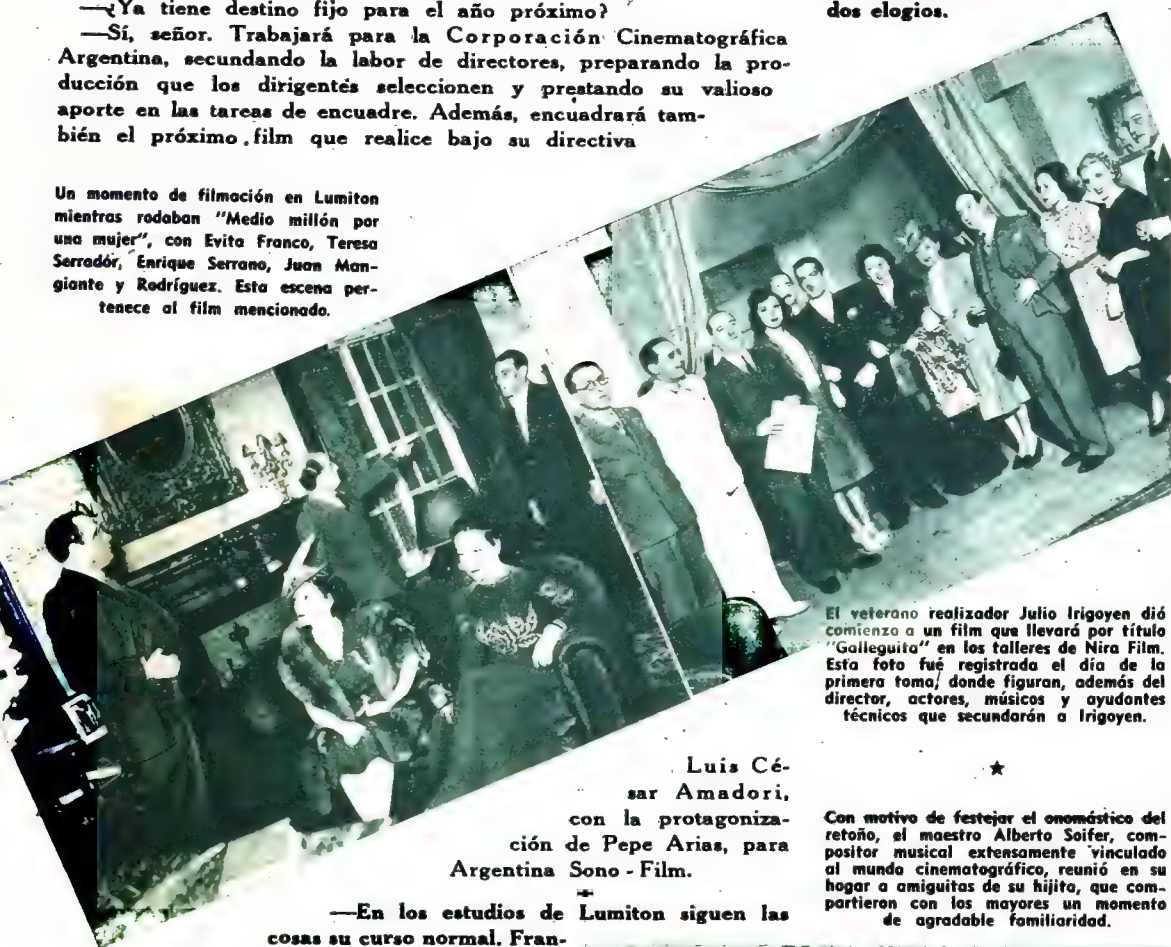 —¿Ya tiene destino fijo para el año próximo?
—Sí, señor. Trabajará para la Corporación Cinematográfica
Argentina, secundando la labor de directores, preparando la pro-
ducción que los dirigentes seleccionen y prestando su valioso
aporte en las tareas de encuadre. Además, encuadrará tam-
bién el próximo film que realice bajo su directiva
Luis Cé-
sar Amadori,
con la protagoniza-
ción de Pepe Arias, para
Argentina Sono - Film.
—En los estudios de Lumiton siguen las
cosas su curso normal. Fran-
dos elogios.
Un momento de filmación en Lumiton
mientras rodaban "Medio millón por
una mujer", con Evita Franco, Teresa
Serradór, Enrique Serrano, Juan Man-
giante y Rodríguez. Esta escena per-
tenece al film mencionado.
El veterano realizador Julio Irigoyen dió
comienzo a un film que llevará por título
"Galleguita" en los talleres de Nira Film.
Esta foto fué registrada el día de la
primera toma, donde figuran, además del
director, actores, músicos y ayudantes
técnicos que secundarán a Irigoyen.
★
Con motivo de festejar el onomástico del
retoño, el maestro Alberto Soifer, com-
positor musical extensamente vinculado
al mundo cinematográfico, reunió en su
hogar a amiguitas de su hijita, que com-
partieron con los mayores un momento
de agradable familiaridad.